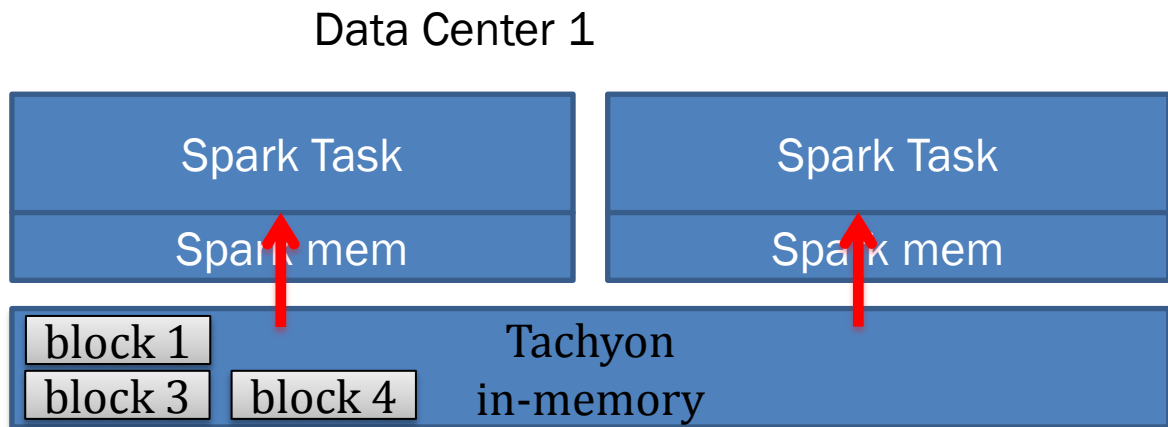 Data Center 1
Spark Task
Spark Task
Spark mem
Spark mem
block 1
Tachyon
block 3
block 4
in-memory